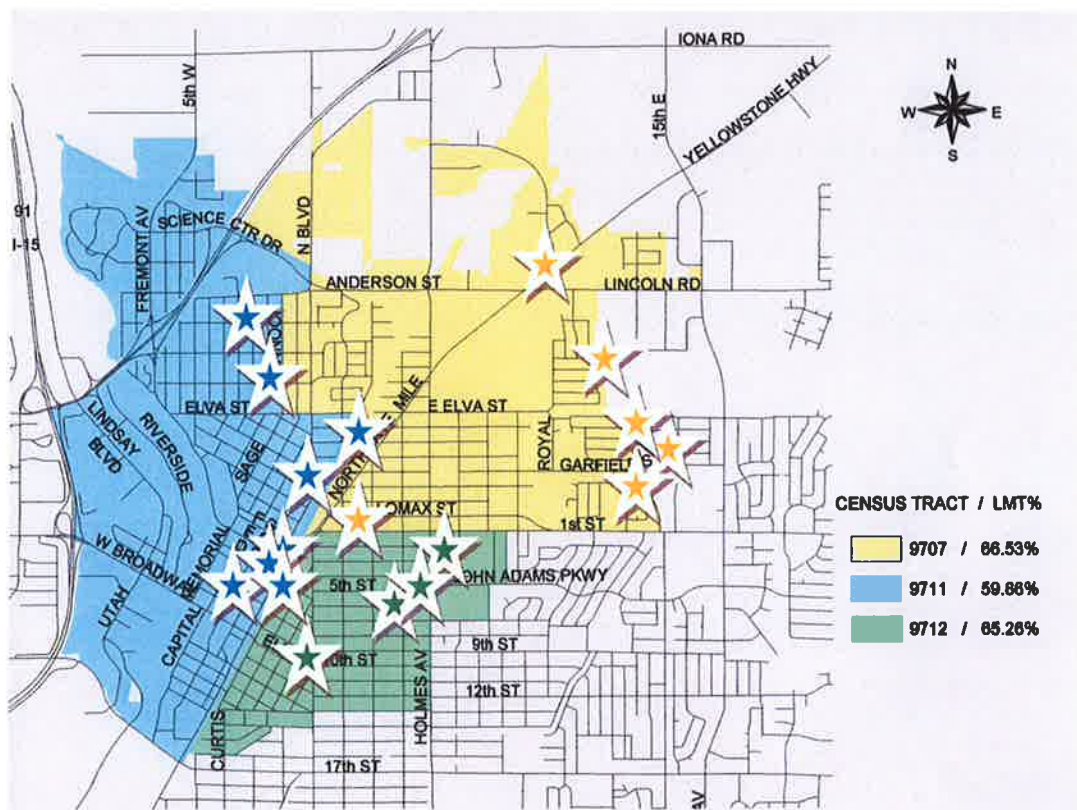 IONA RD
5th W
15th E
YELLOWSTONE HWY
N
W E
S
91
I-15
FREMONT AV
SCIENCE CTR DR
N BLVD
ANDERSON ST
LINCOLN RD
ELVA ST
E ELVA ST
MILE
NORTH
LINDSAY BLVD
RIVERSIDE
SAGE
ROYAL
GARFIELD S
LOMAX ST
1st ST
W BROADWAY
MEMORIAL
UTAH
CAPITAL
5th ST
JOHN ADAMS PKWY
9th ST
12th ST
HOLMES AV
CURTIS
17th ST
AV
CENSUS TRACT / LMT%
9707 / 66.53%
9711 / 59.86%
9712 / 65.26%